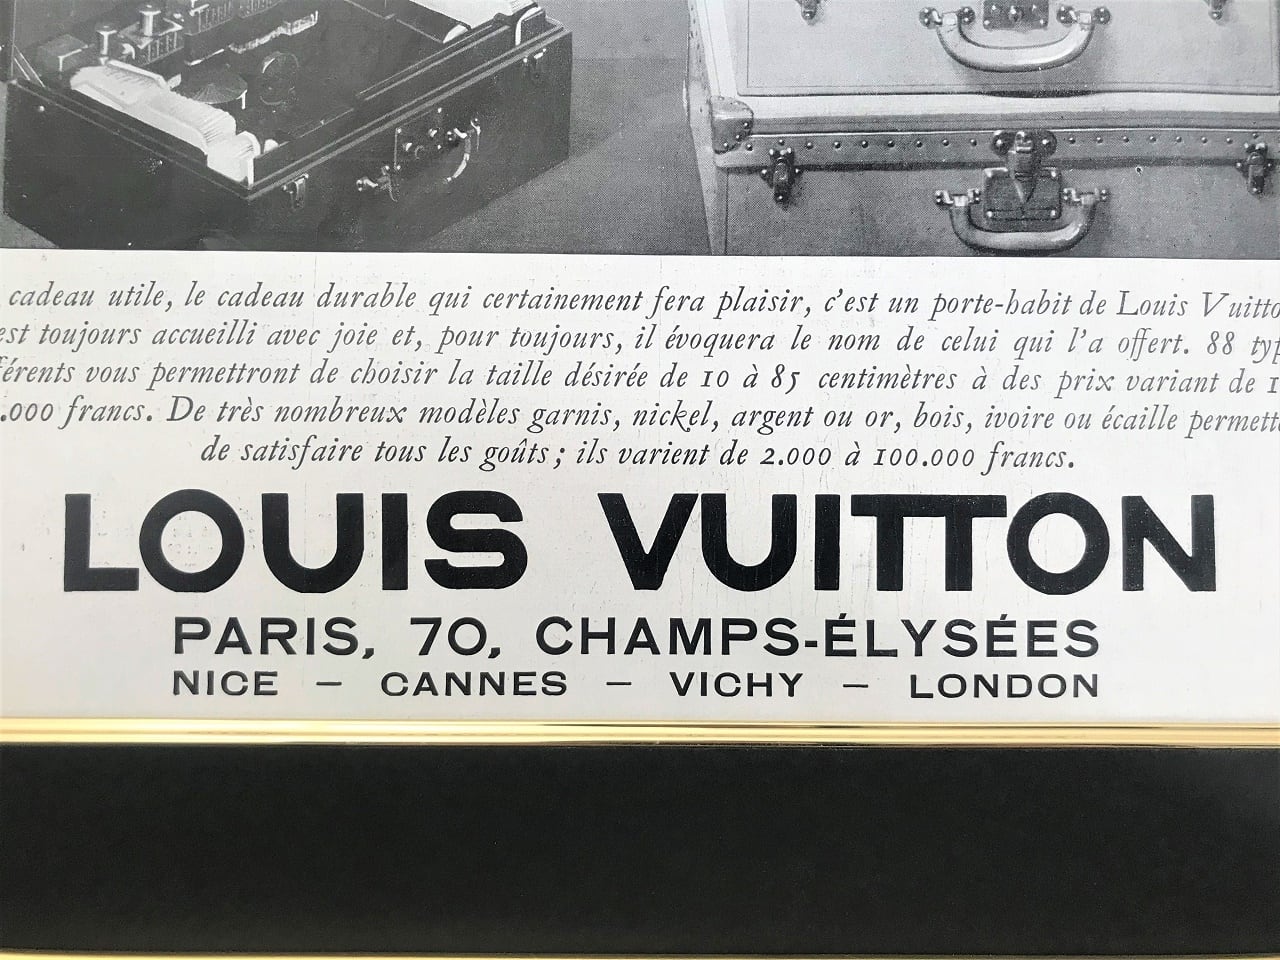 cadeau utile, le cadeau durable qui certainement fera plaisir, c'est un porte-habit de Louis
est toujours accueilli avec joie et, pour toujours, il évoquera le nom de celui qui l'a offert. 88
vous permettront de choisir la taille désirée de 10 à 85 centimètres à des prix variant de
.000 francs. De très nombreux modèles garnis, nickel, argent ou or, bois, ivoire ou écaille
de satisfaire tous les goûts; ils varient de 2.000 à 100.000 francs.
LOUIS VUITTON
PARIS, 70, CHAMPS-ÉLYSÉES
NICE – CANNES – VICHY – LONDON